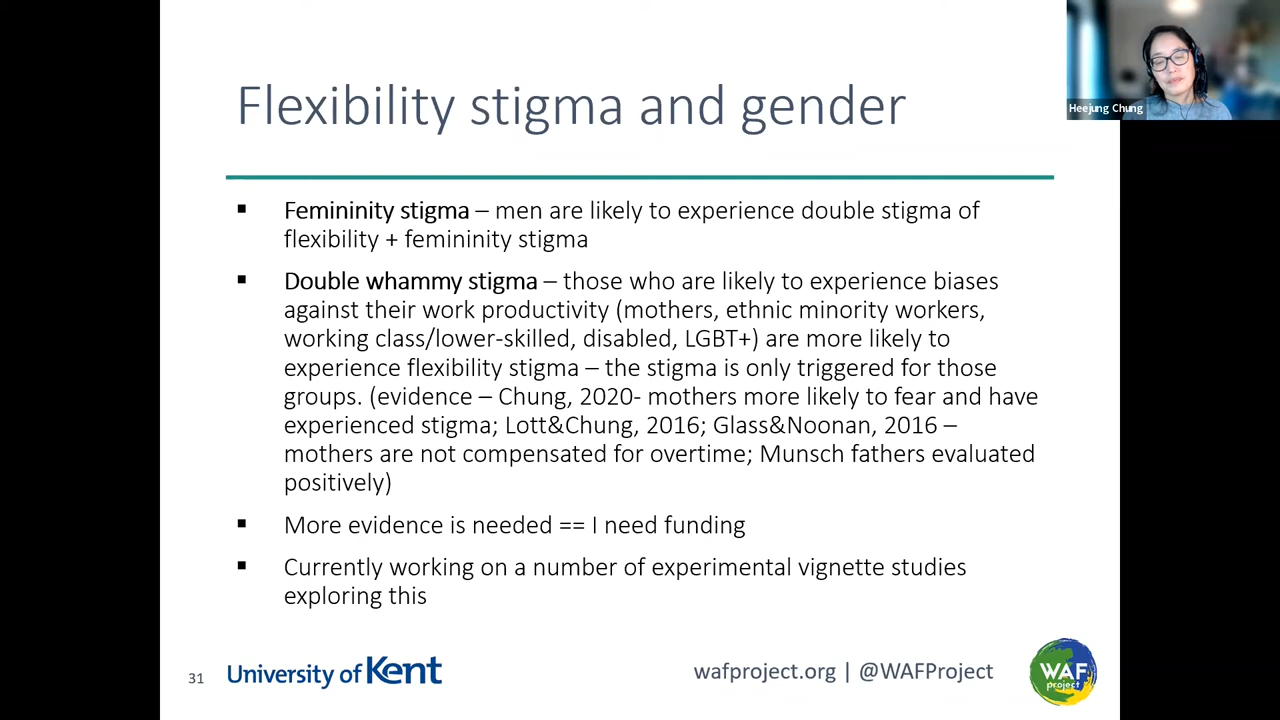 Heejung Chung
Flexibility stigma and gender
▪ Femininity stigma – men are likely to experience double stigma of
flexibility + femininity stigma
▪ Double whammy stigma – those who are likely to experience biases
against their work productivity (mothers, ethnic minority workers,
working class/lower-skilled, disabled, LGBT+) are more likely to
experience flexibility stigma – the stigma is only triggered for those
groups. (evidence – Chung, 2020- mothers more likely to fear and have
experienced stigma; Lott&Chung, 2016; Glass&Noonan, 2016 –
mothers are not compensated for overtime; Munsch fathers evaluated
positively)
▪ More evidence is needed == I need funding
▪ Currently working on a number of experimental vignette studies
exploring this
31 University of Kent wafproject.org | @WAFProject
WAF
project